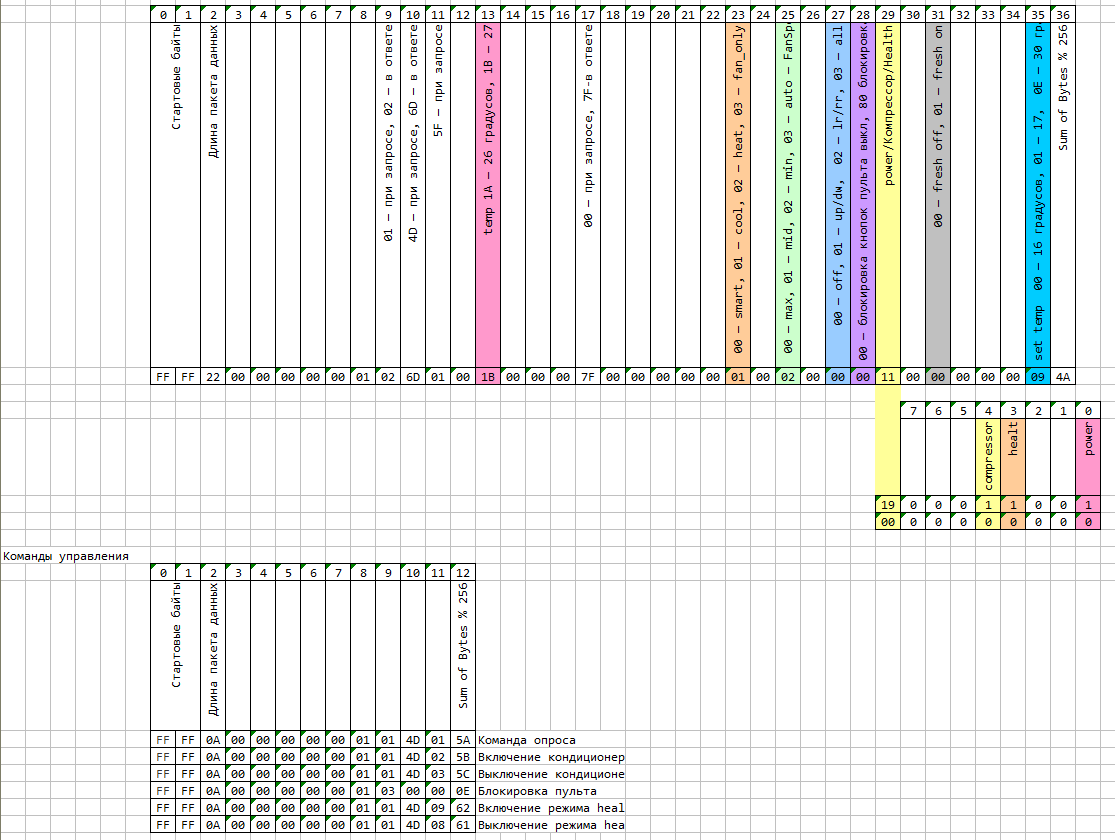 0 1 2 3 4 5 6 7 8 9 10 11 12 13 14 15 16 17 18 19 20 21 22 23 24 25 26 27 28 29 30 31 32 33 34 35 36
Стартовые байты
Длина пакета данных
01 – при запросе, 02 – в ответе
4D – при запросе, 6D – в ответе
5F – при запросе
temp 1A – 26 градусов, 1B – 27
00 – при запросе, 7F-в ответе
00 – smart, 01 – cool, 02 – heat, 03 – fan_only
00 – max, 01 – mid, 02 – min, 03 – auto – FanSpe
00 – off, 01 – up/dw, 02 – lr/rr, 03 – all
00 – блокировка кнопок пульта выкл, 80 блокировк
power/Компрессор/Health
00 – fresh off, 01 – fresh on
set temp 00 – 16 градусов, 01 – 17, 0E – 30 гр
Sum of Bytes % 256
FF FF 22 00 00 00 00 00 01 02 6D 01 00 1B 00 00 00 7F 00 00 00 00 00 01 00 02 00 00 00 11 00 00 00 00 00 09 4A
7 6 5 4 3 2 1 0
compressor
healt
power
19 0 0 0 1 1 0 0 1
00 0 0 0 0 0 0 0 0
Команды управления
0 1 2 3 4 5 6 7 8 9 10 11 12
Стартовые байты
Длина пакета данных
Sum of Bytes % 256
FF FF 0A 00 00 00 00 00 01 01 4D 01 5A Команда опроса
FF FF 0A 00 00 00 00 00 01 01 4D 02 5B Включение кондиционер
FF FF 0A 00 00 00 00 00 01 01 4D 03 5C Выключение кондиционе
FF FF 0A 00 00 00 00 00 01 03 00 00 0E Блокировка пульта
FF FF 0A 00 00 00 00 00 01 01 4D 09 62 Включение режима heal
FF FF 0A 00 00 00 00 00 01 01 4D 08 61 Выключение режима hea